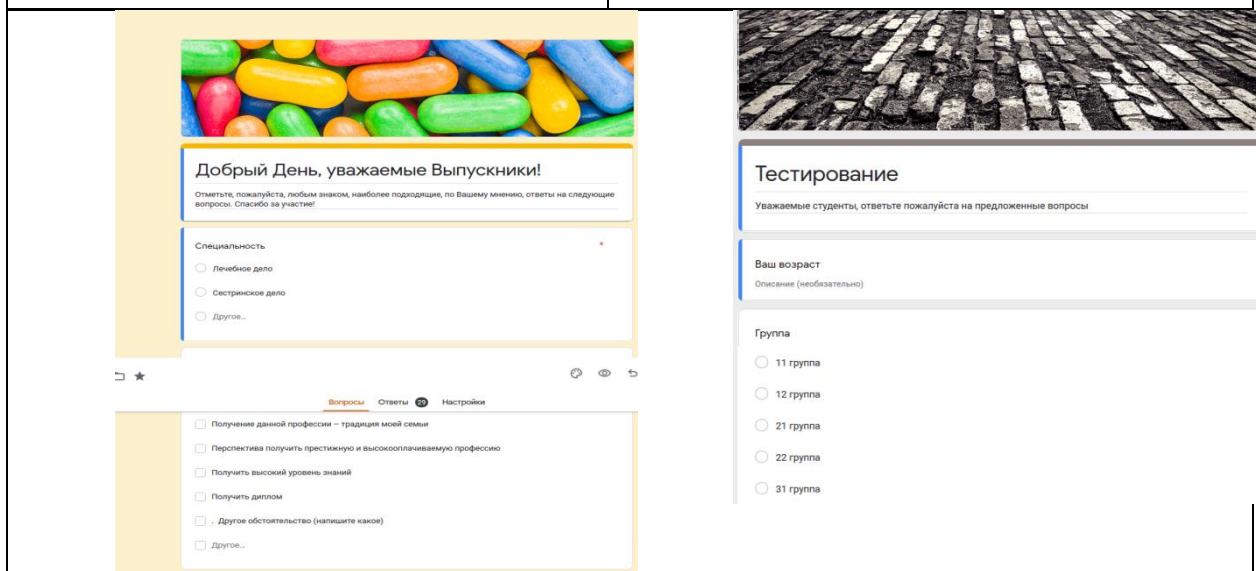 Добрый День, уважаемые Выпускники!
Отметьте, пожалуйста, любым знаком, наиболее подходящие, по Вашему мнению, ответы на следующие
вопросы. Спасибо за участие!
Специальность *
Лечебное дело
Сестринское дело
Другое...
Вопросы Ответы 29 Настройки
Получение данной профессии – традиция моей семьи
Перспектива получить престижную и высокооплачиваемую профессию
Получить высокий уровень знаний
Получить диплом
. Другое обстоятельство (напишите какое)
Другое...
Тестирование
Уважаемые студенты, ответьте пожалуйста на предложенные вопросы
Ваш возраст
Описание (необязательно)
Группа
11 группа
12 группа
21 группа
22 группа
31 группа